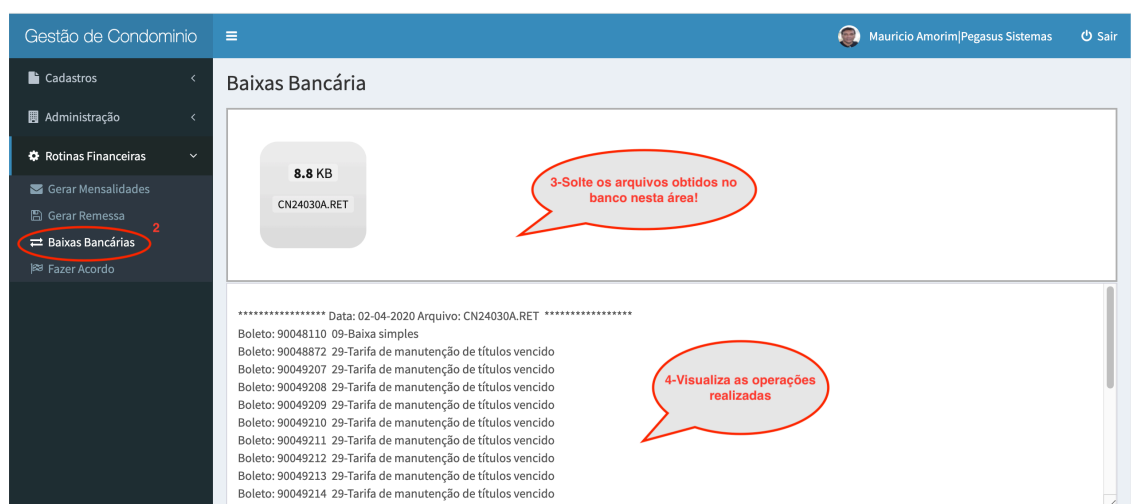 Gestão de Condominio
Mauricio Amorim|Pegasus Sistemas
Sair
Cadastros
Administração
Rotinas Financeiras
Gerar Mensalidades
Gerar Remessa
2
Baixas Bancárias
Fazer Acordo
Baixas Bancária
8.8 KB
CN24030A.RET
3-Solte os arquivos obtidos no
banco nesta área!
***************** Data: 02-04-2020 Arquivo: CN24030A.RET *****************
Boleto: 90048110 09-Baixa simples
Boleto: 90048872 29-Tarifa de manutenção de títulos vencido
Boleto: 90049207 29-Tarifa de manutenção de títulos vencido
Boleto: 90049208 29-Tarifa de manutenção de títulos vencido
Boleto: 90049209 29-Tarifa de manutenção de títulos vencido
Boleto: 90049210 29-Tarifa de manutenção de títulos vencido
Boleto: 90049211 29-Tarifa de manutenção de títulos vencido
Boleto: 90049212 29-Tarifa de manutenção de títulos vencido
Boleto: 90049213 29-Tarifa de manutenção de títulos vencido
Boleto: 90049214 29-Tarifa de manutenção de títulos vencido
4-Visualiza as operações
realizadas